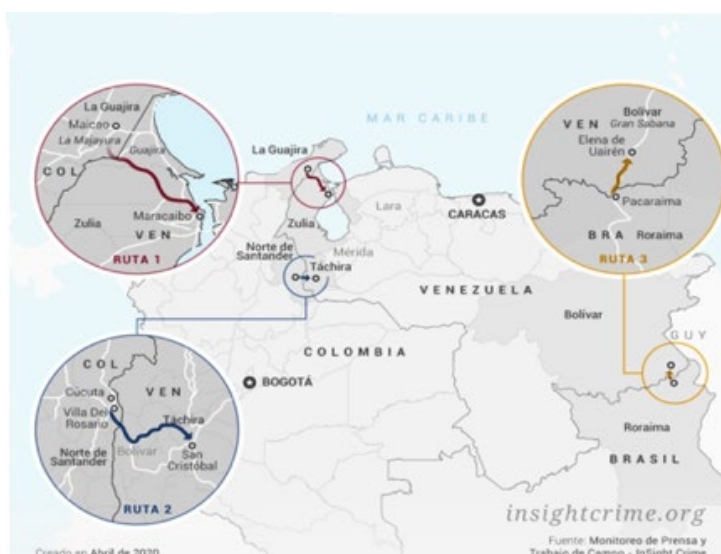 MAR CARIBE
La Guajira
Maicao
La Majayura
Guajira
COL
Zulia
Maracaibo
VEN
RUTA 1
La Guajira
Zulia
Lara
CARACAS
Mérida
Norte de
Santander
Táchira
VENEZUELA
Bolívar
GUY
COLOMBIA
BOGOTÁ
Roraima
BRASIL
VEN
Bolívar
Gran Sabana
Elena de
Uairén
Pacaraima
BRA
Roraima
RUTA 3
COL
VEN
Cúcuta
Villa Del
Rosario
Táchira
Bolívar
San
Cristóbal
Norte de
Santander
RUTA 2
insightcrime.org
Fuente: Monitoreo de Prensa y
Trabajo de Campo - InSight Crime
Creado en Abril de 2020